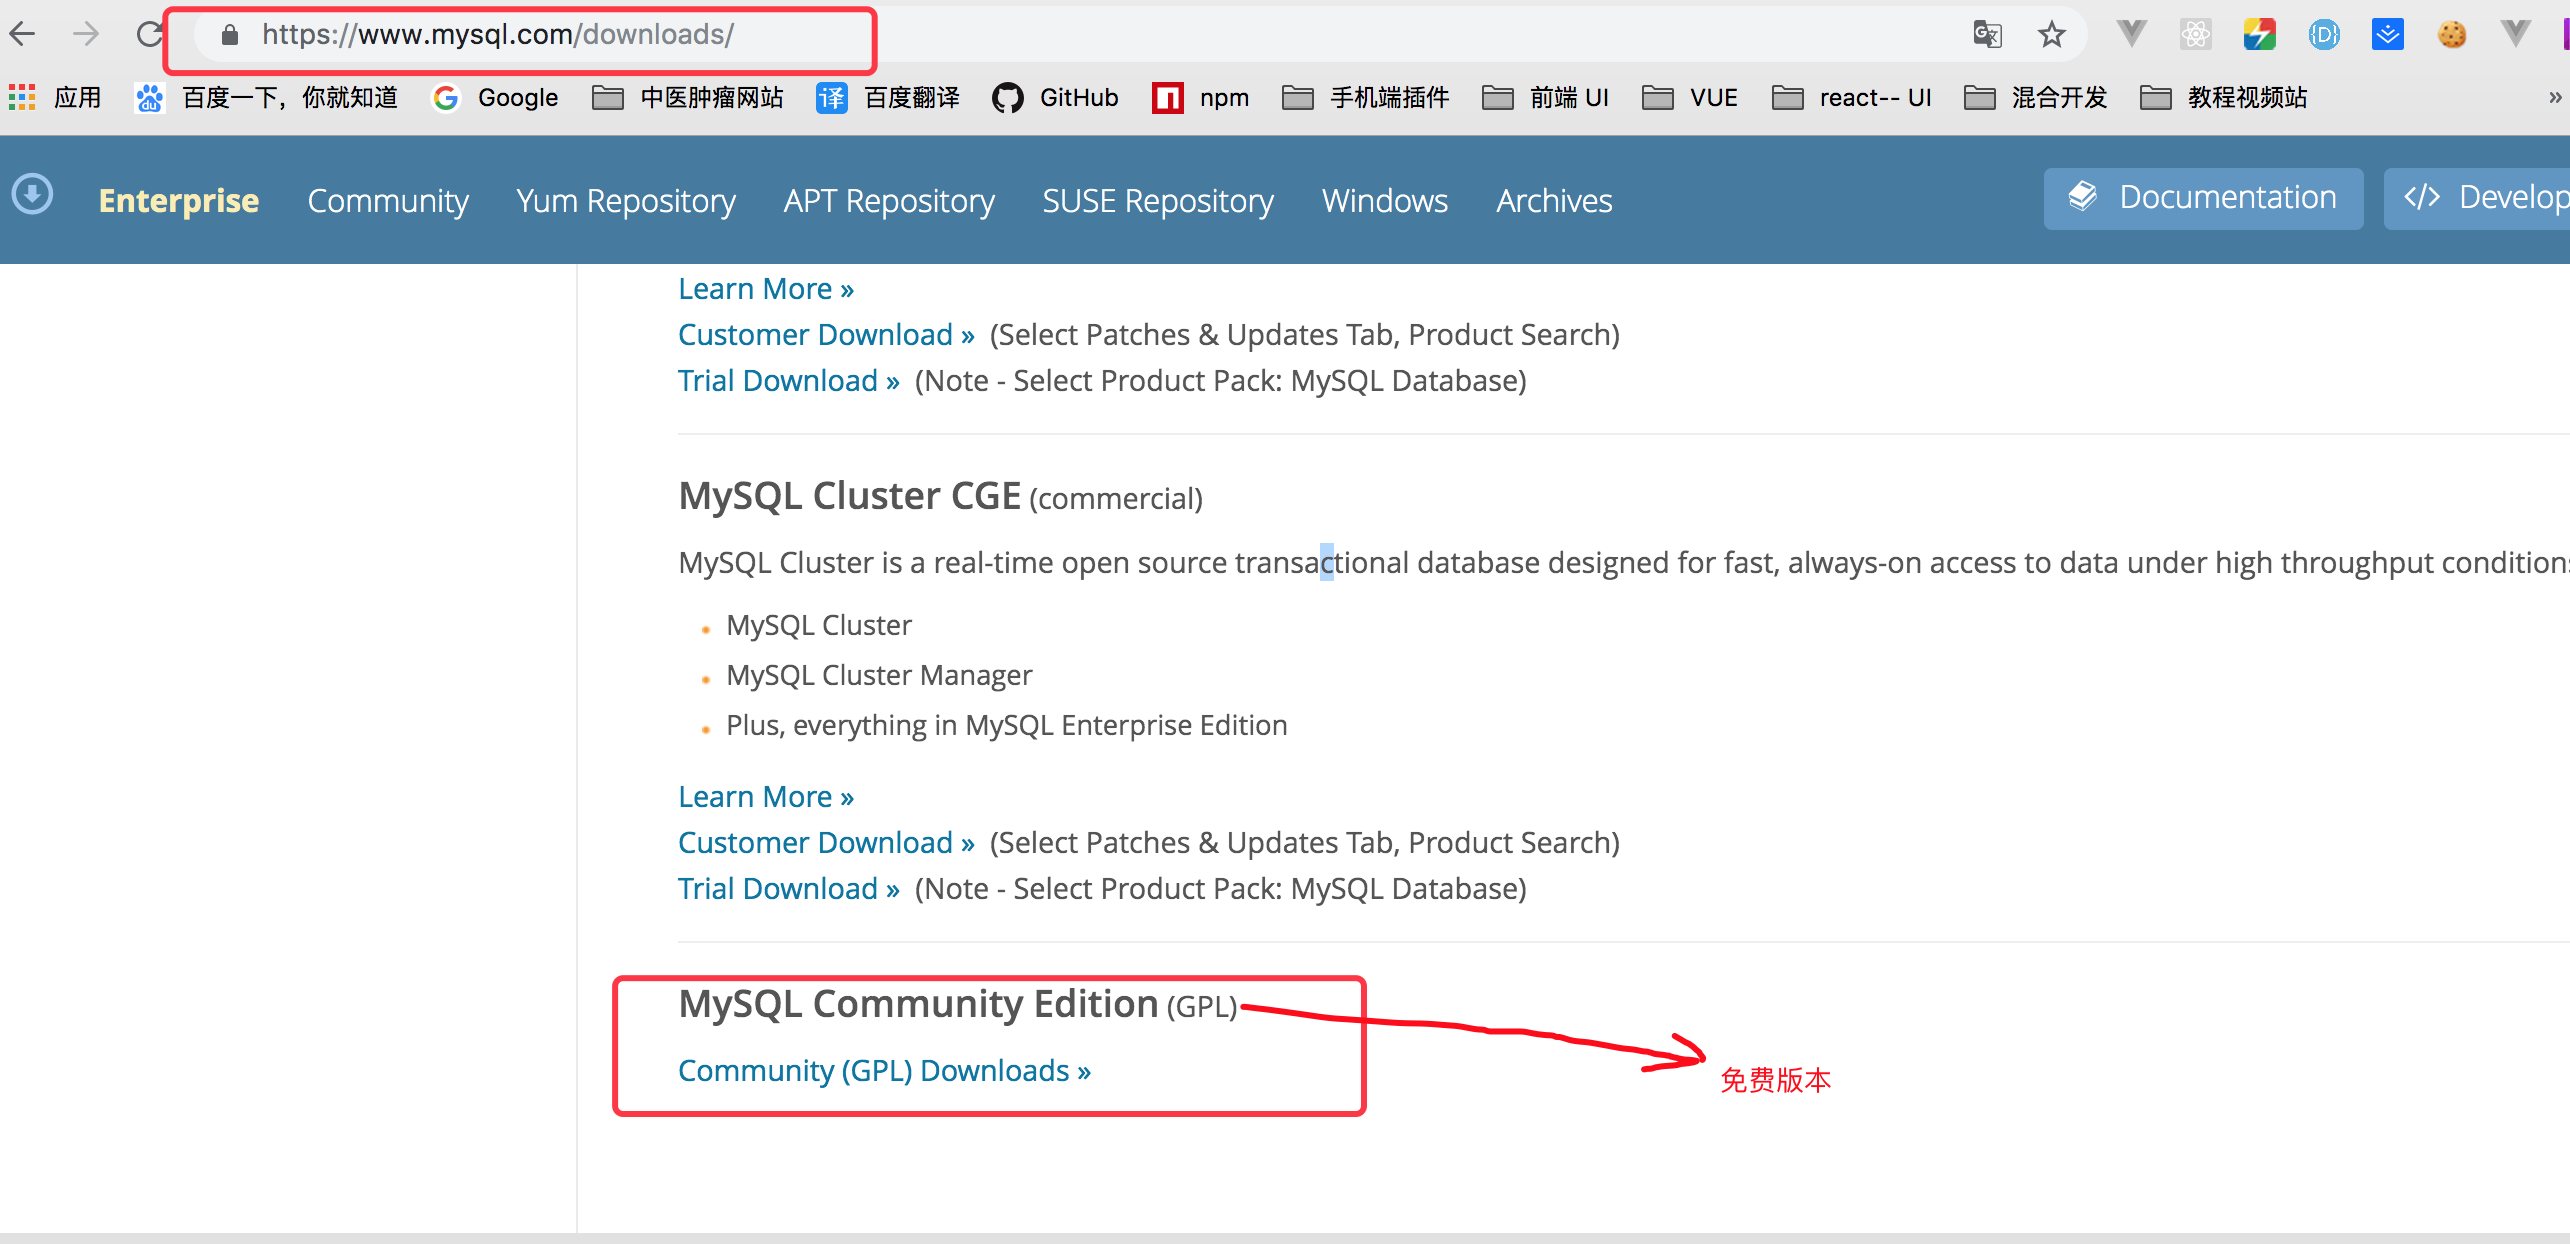 https://www.mysql.com/downloads/
应用 百度一下，你就知道 Google 中医肿瘤网站 译 百度翻译 GitHub npm 手机端插件 前端 UI VUE react-- UI 混合开发 教程视频站 »
Enterprise Community Yum Repository APT Repository SUSE Repository Windows Archives Documentation </> Develop
Learn More »
Customer Download » (Select Patches & Updates Tab, Product Search)
Trial Download » (Note - Select Product Pack: MySQL Database)
MySQL Cluster CGE (commercial)
MySQL Cluster is a real-time open source transactional database designed for fast, always-on access to data under high throughput conditions
MySQL Cluster
MySQL Cluster Manager
Plus, everything in MySQL Enterprise Edition
Learn More »
Customer Download » (Select Patches & Updates Tab, Product Search)
Trial Download » (Note - Select Product Pack: MySQL Database)
MySQL Community Edition (GPL)
Community (GPL) Downloads »
免费版本